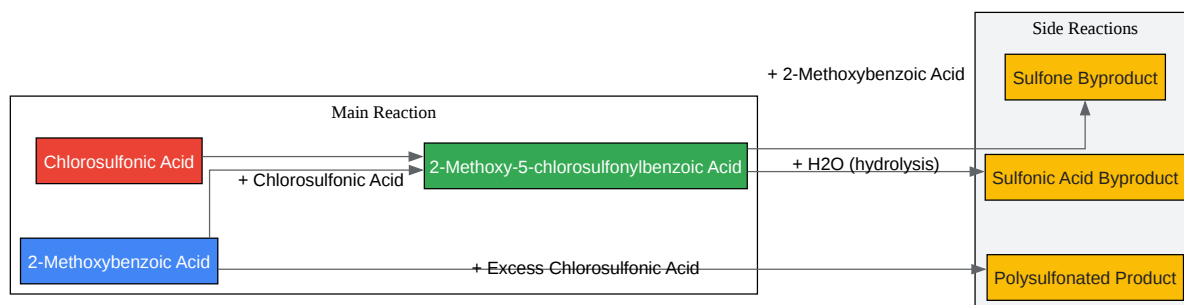 Side Reactions
+ 2-Methoxybenzoic Acid
Sulfone Byproduct
Main Reaction
Chlorosulfonic Acid
2-Methoxy-5-chlorosulfonylbenzoic Acid
+ H2O (hydrolysis)
+ Chlorosulfonic Acid
Sulfonic Acid Byproduct
2-Methoxybenzoic Acid
+ Excess Chlorosulfonic Acid
Polysulfonated Product